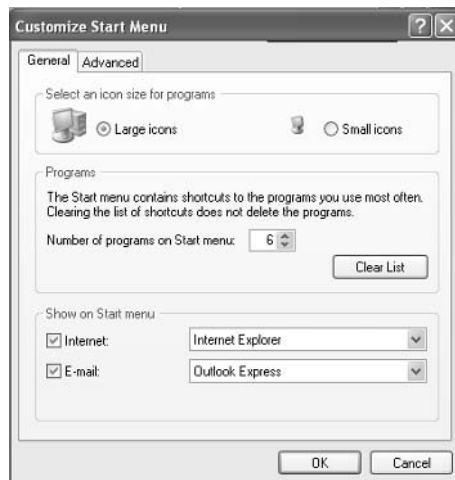 Customize Start Menu
General Advanced
Select an icon size for programs
Large icons Small icons
Programs
The Start menu contains shortcuts to the programs you use most often.
Clearing the list of shortcuts does not delete the programs.
Number of programs on Start menu: 6
Clear List
Show on Start menu
Internet: Internet Explorer
E-mail: Outlook Express
OK Cancel